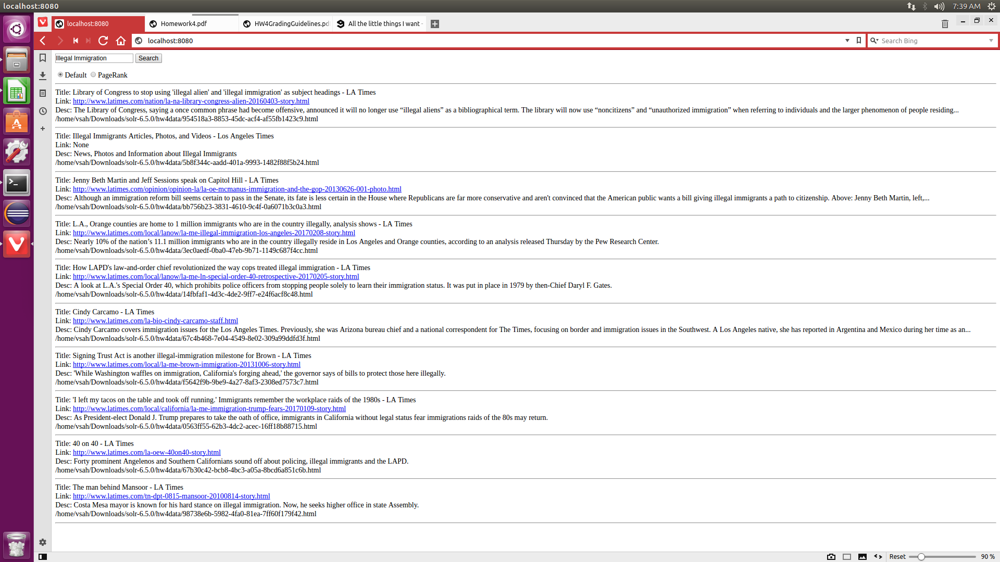 localhost:8080
7:39 AM
localhost:8080
Homework4.pdf
HW4GradingGuidelines.pd
All the little things I want
localhost:8080
Search Bing
Illegal Immigration
Search
Default PageRank
Title: Library of Congress to stop using 'illegal alien' and 'illegal immigration' as subject headings - LA Times
Link: http://www.latimes.com/nation/la-na-library-congress-alien-20160403-story.html
Desc: The Library of Congress, saying a once common phrase had become offensive, announced it will no longer use “illegal aliens” as a bibliographical term. The library will now use “noncitizens” and “unauthorized immigration” when referring to individuals and the larger phenomenon of people residing...
/home/vsah/Downloads/solr-6.5.0/hw4data/954518a3-8853-45dc-acf4-af55fb1423c9.html
Title: Illegal Immigrants Articles, Photos, and Videos - Los Angeles Times
Link: None
Desc: News, Photos and Information about Illegal Immigrants
/home/vsah/Downloads/solr-6.5.0/hw4data/5b8f344c-aadd-401a-9993-1482f88f5b24.html
Title: Jenny Beth Martin and Jeff Sessions speak on Capitol Hill - LA Times
Link: http://www.latimes.com/opinion/opinion-la/la-oe-mcmanus-immigration-and-the-gop-20130626-001-photo.html
Desc: Although an immigration reform bill seems certain to pass in the Senate, its fate is less certain in the House where Republicans are far more conservative and aren't convinced that the American public wants a bill giving illegal immigrants a path to citizenship. Above: Jenny Beth Martin, left,...
/home/vsah/Downloads/solr-6.5.0/hw4data/bb756b23-3831-4610-9c4f-0a6071b3c0a3.html
Title: L.A., Orange counties are home to 1 million immigrants who are in the country illegally, analysis shows - LA Times
Link: http://www.latimes.com/local/lanow/la-me-illegal-immigration-los-angeles-20170208-story.html
Desc: Nearly 10% of the nation’s 11.1 million immigrants who are in the country illegally reside in Los Angeles and Orange counties, according to an analysis released Thursday by the Pew Research Center.
/home/vsah/Downloads/solr-6.5.0/hw4data/3ec0aedf-0ba0-47eb-9b71-1149c687f4cc.html
Title: How LAPD's law-and-order chief revolutionized the way cops treated illegal immigration - LA Times
Link: http://www.latimes.com/local/lanow/la-me-ln-special-order-40-retrospective-20170205-story.html
Desc: A look at L.A.'s Special Order 40, which prohibits police officers from stopping people solely to learn their immigration status. It was put in place in 1979 by then-Chief Daryl F. Gates.
/home/vsah/Downloads/solr-6.5.0/hw4data/14fbfaf1-4d3c-4de2-9ff7-e24f6acf8c48.html
Title: Cindy Carcamo - LA Times
Link: http://www.latimes.com/la-bio-cindy-carcamo-staff.html
Desc: Cindy Carcamo covers immigration issues for the Los Angeles Times. Previously, she was Arizona bureau chief and a national correspondent for The Times, focusing on border and immigration issues in the Southwest. A Los Angeles native, she has reported in Argentina and Mexico during her time as an...
/home/vsah/Downloads/solr-6.5.0/hw4data/67c4b468-7e04-4549-8e02-309a99ddfd3f.html
Title: Signing Trust Act is another illegal-immigration milestone for Brown - LA Times
Link: http://www.latimes.com/local/la-me-brown-immigration-20131006-story.html
Desc: 'While Washington waffles on immigration, California's forging ahead,' the governor says of bills to protect those here illegally.
/home/vsah/Downloads/solr-6.5.0/hw4data/f5642f9b-9be9-4a27-8af3-2308ed7573c7.html
Title: 'I left my tacos on the table and took off running.' Immigrants remember the workplace raids of the 1980s - LA Times
Link: http://www.latimes.com/local/california/la-me-immigration-trump-fears-20170109-story.html
Desc: As President-elect Donald J. Trump prepares to take the oath of office, immigrants in California without legal status fear immigrations raids of the 80s may return.
/home/vsah/Downloads/solr-6.5.0/hw4data/0563ff55-62b3-4dc2-acec-16ff18b88715.html
Title: 40 on 40 - LA Times
Link: http://www.latimes.com/la-oew-40on40-story.html
Desc: Forty prominent Angelenos and Southern Californians sound off about policing, illegal immigrants and the LAPD.
/home/vsah/Downloads/solr-6.5.0/hw4data/67b30c42-bcb8-4bc3-a05a-8bcd6a851c6b.html
Title: The man behind Mansoor - LA Times
Link: http://www.latimes.com/tn-dpt-0815-mansoor-20100814-story.html
Desc: Costa Mesa mayor is known for his hard stance on illegal immigration. Now, he seeks higher office in state Assembly.
/home/vsah/Downloads/solr-6.5.0/hw4data/98738e6b-5982-4fa0-81ea-7ff60f179f42.html
Reset
90 %